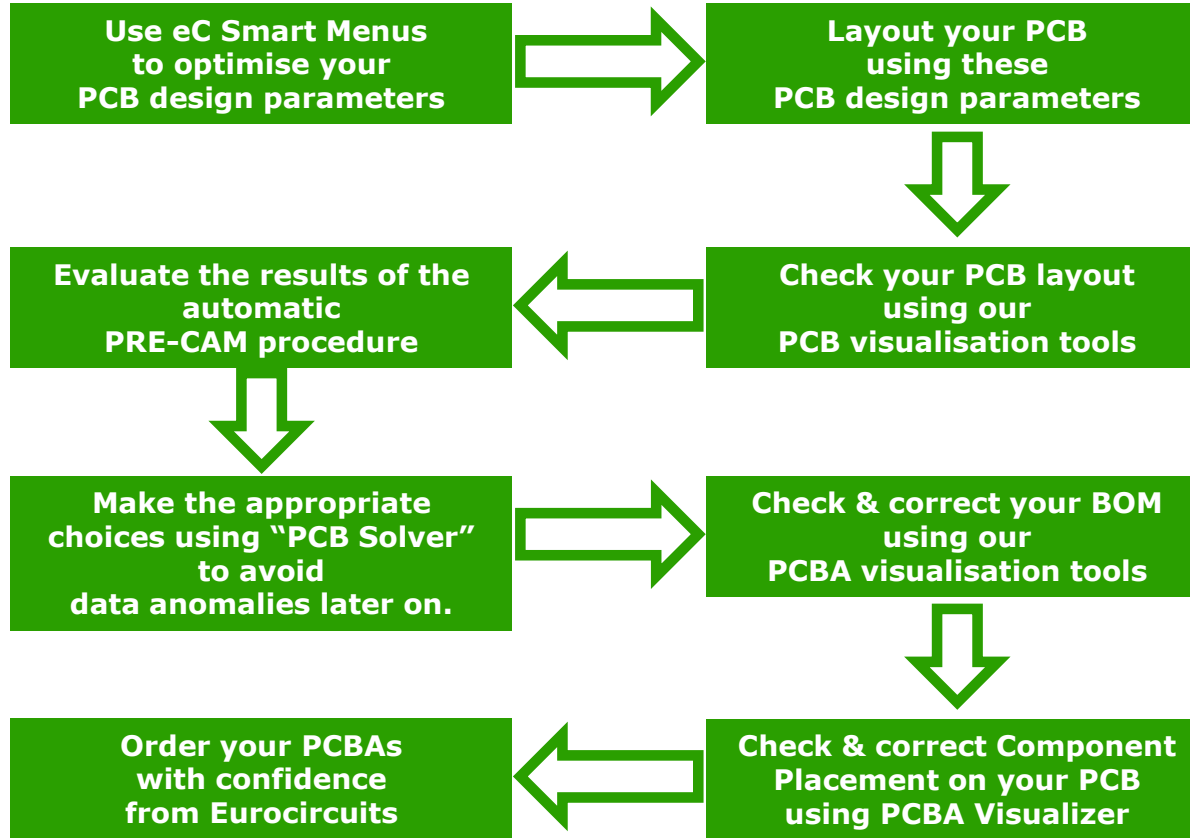 Use eC Smart Menus
to optimise your
PCB design parameters
Layout your PCB
using these
PCB design parameters
Check your PCB layout
using our
PCB visualisation tools
Evaluate the results of the
automatic
PRE-CAM procedure
Make the appropriate
choices using “PCB Solver”
to avoid
data anomalies later on.
Check & correct your BOM
using our
PCBA visualisation tools
Check & correct Component
Placement on your PCB
using PCBA Visualizer
Order your PCBAs
with confidence
from Eurocircuits